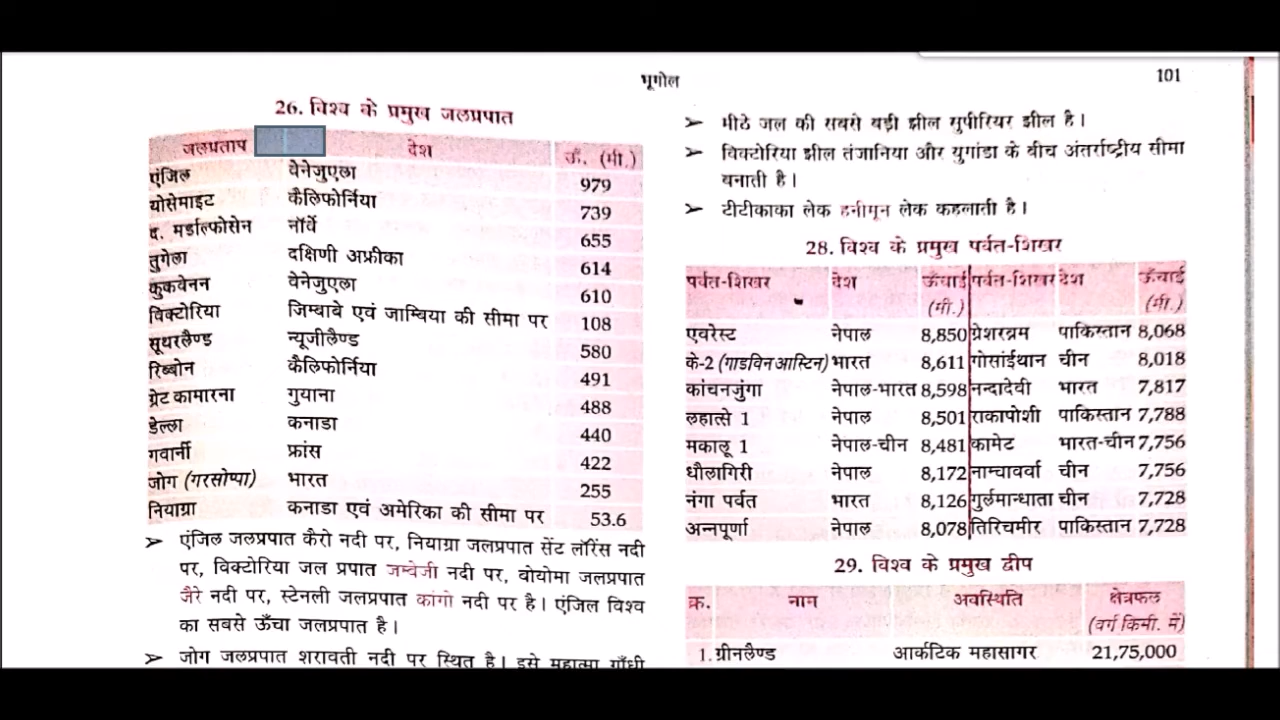 भूगोल
101
26. विश्व के प्रमुख जलप्रपात
जलप्रताप देश ऊँ. (मी.)
एंजिल वेनेजुएला 979
योसेमाइट कैलिफोर्निया 739
द. मर्डाल्फोसेन नॉर्वे 655
तुगेला दक्षिणी अफ्रीका 614
कुकवेनन वेनेजुएला 610
विक्टोरिया जिम्बाबे एवं जाम्बिया की सीमा पर 108
सूथरलैण्ड न्यूजीलैण्ड 580
रिब्बोन कैलिफोर्निया 491
ग्रेट कामारना गुयाना 488
डेल्ला कनाडा 440
गवार्नी फ्रांस 422
जोग (गरसोप्पा) भारत 255
नियाग्रा कनाडा एवं अमेरिका की सीमा पर 53.6
➢ एंजिल जलप्रपात कैरो नदी पर, नियाग्रा जलप्रपात सेंट लॉरेंस नदी
पर, विक्टोरिया जल प्रपात जम्बेजी नदी पर, वोयोमा जलप्रपात
जैरे नदी पर, स्टेनली जलप्रपात कांगो नदी पर है। एंजिल विश्व
का सबसे ऊँचा जलप्रपात है।
➢ जोग जलप्रपात शरावती नदी पर स्थित है। इसे महात्मा गाँधी
➢ मीठे जल की सबसे बड़ी झील सुपीरियर झील है।
➢ विक्टोरिया झील तंजानिया और युगांडा के बीच अंतर्राष्ट्रीय सीमा
बनाती है।
➢ टीटीकाका लेक हनीमून लेक कहलाती है।
28. विश्व के प्रमुख पर्वत-शिखर
पर्वत-शिखर देश ऊँचाई पर्वत-शिखर देश ऊँचाई
(मी.) (मी.)
एवरेस्ट नेपाल 8,850 ग्रेशरब्रम पाकिस्तान 8,068
के-2 (गाडविन आस्टिन) भारत 8,611 गोसांईथान चीन 8,018
कांचनजुंगा नेपाल-भारत 8,598 नन्दादेवी भारत 7,817
लहात्से 1 नेपाल 8,501 राकापोशी पाकिस्तान 7,788
मकालू 1 नेपाल-चीन 8,481 कामेट भारत-चीन 7,756
धौलागिरी नेपाल 8,172 नाम्चावर्वा चीन 7,756
नंगा पर्वत भारत 8,126 गुर्लमान्धाता चीन 7,728
अन्नपूर्णा नेपाल 8,078 तिरिचमीर पाकिस्तान 7,728
29. विश्व के प्रमुख द्वीप
क्र. नाम अवस्थिति क्षेत्रफल
(वर्ग किमी. में)
1. ग्रीनलैण्ड आर्कटिक महासागर 21,75,000